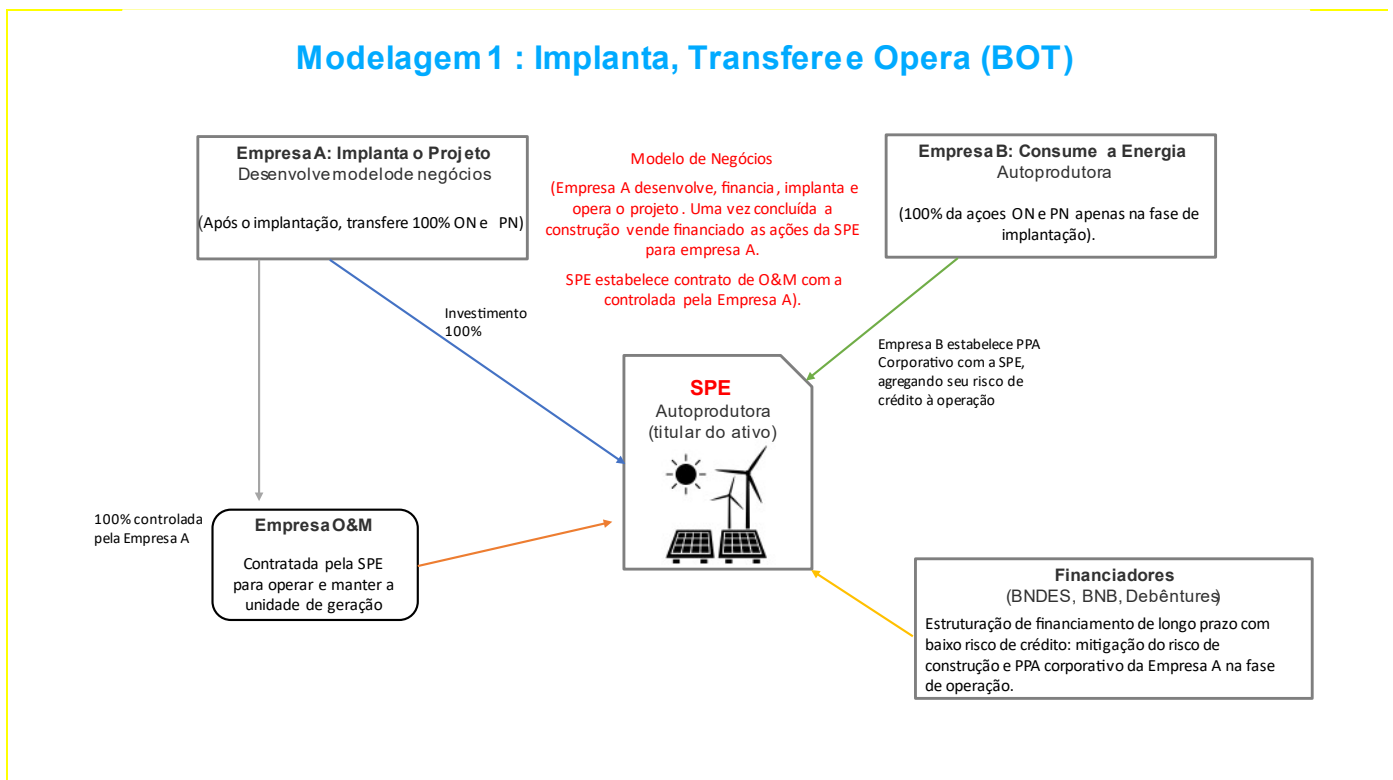 Modelagem 1 : Implanta, Transfere e Opera (BOT)
Empresa A: Implanta o Projeto
Desenvolve modelo de negócios
(Após o implantação, transfere 100% ON e PN)
Modelo de Negócios
(Empresa A desenvolve, financia, implanta e
opera o projeto. Uma vez concluída a
construção vende financiado as ações da SPE
para empresa A.
SPE estabelece contrato de O&M com a
controlada pela Empresa A).
Empresa B: Consume a Energia
Autoprodutora
(100% da açoes ON e PN apenas na fase de
implantação).
Investimento
100%
Empresa B estabelece PPA
Corporativo com a SPE,
agregando seu risco de
crédito à operação
SPE
Autoprodutora
(titular do ativo)
100% controlada
pela Empresa A
Empresa O&M
Contratada pela SPE
para operar e manter a
unidade de geração
Financiadores
(BNDES, BNB, Debêntures)
Estruturação de financiamento de longo prazo com
baixo risco de crédito: mitigação do risco de
construção e PPA corporativo da Empresa A na fase
de operação.